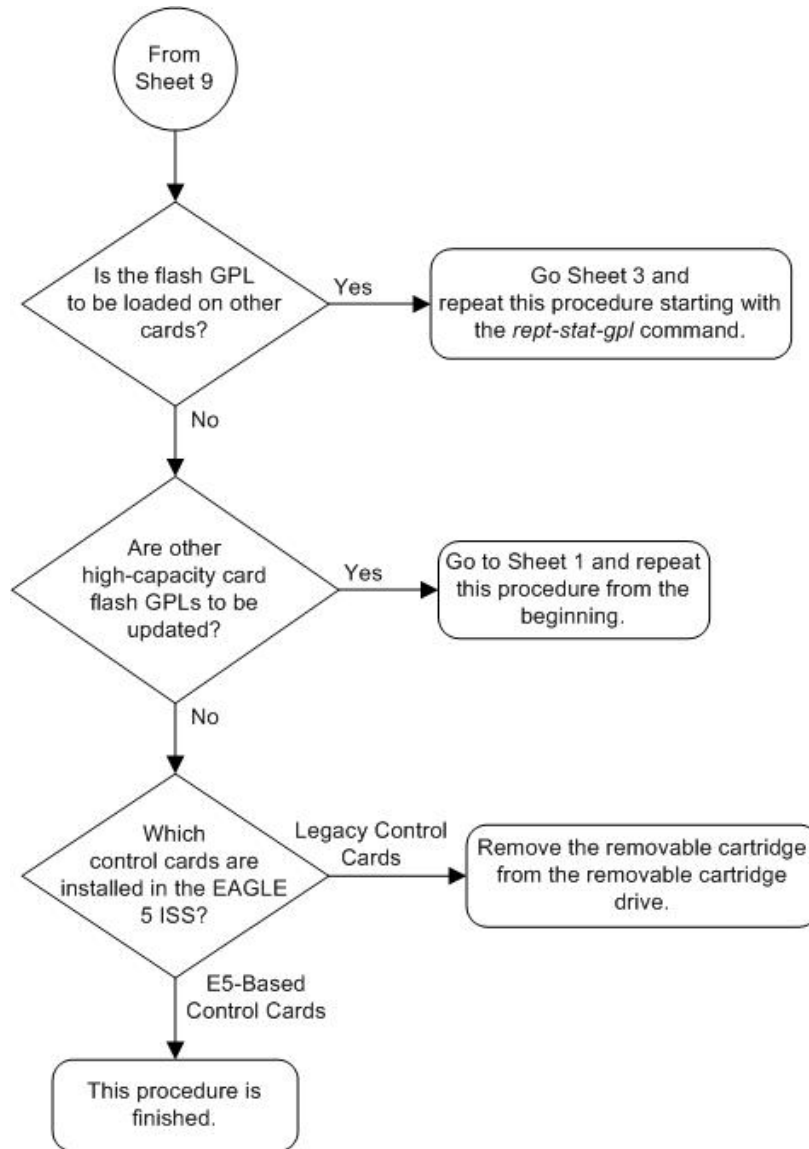 From
Sheet 9
Is the flash GPL
to be loaded on other
cards?
Yes
Go Sheet 3 and
repeat this procedure starting with
the rept-stat-gpl command.
No
Are other
high-capacity card
flash GPLs to be
updated?
Yes
Go to Sheet 1 and repeat
this procedure from the
beginning.
No
Which
control cards are
installed in the EAGLE
5 ISS?
Legacy Control
Cards
Remove the removable cartridge
from the removable cartridge
drive.
E5-Based
Control Cards
This procedure is
finished.